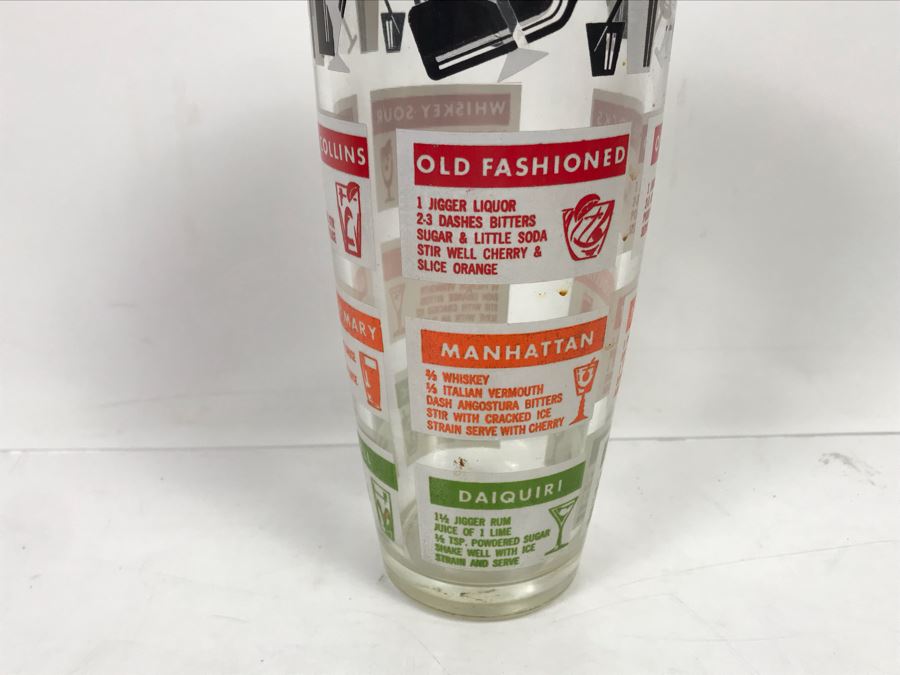 WHISKEY SOUR
OLLINS
OLD FASHIONED
1 JIGGER LIQUOR
2-3 DASHES BITTERS
SUGAR & LITTLE SODA
STIR WELL CHERRY &
SLICE ORANGE
MARY
MANHATTAN
⅔ WHISKEY
⅓ ITALIAN VERMOUTH
DASH ANGOSTURA BITTERS
STIR WITH CRACKED ICE
STRAIN SERVE WITH CHERRY
DAIQUIRI
1½ JIGGER RUM
JUICE OF 1 LIME
½ TSP. POWDERED SUGAR
SHAKE WELL WITH ICE
STRAIN AND SERVE